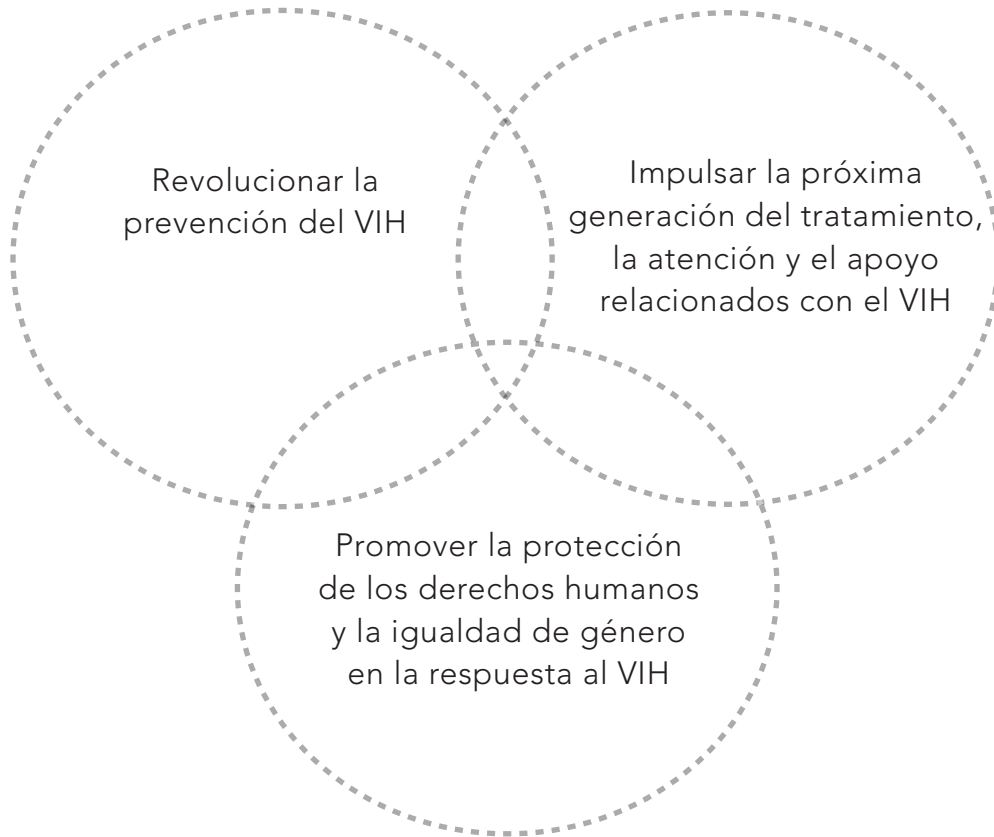 Revolucionar la
prevención del VIH
Impulsar la próxima
generación del tratamiento,
la atención y el apoyo
relacionados con el VIH
Promover la protección
de los derechos humanos
y la igualdad de género
en la respuesta al VIH